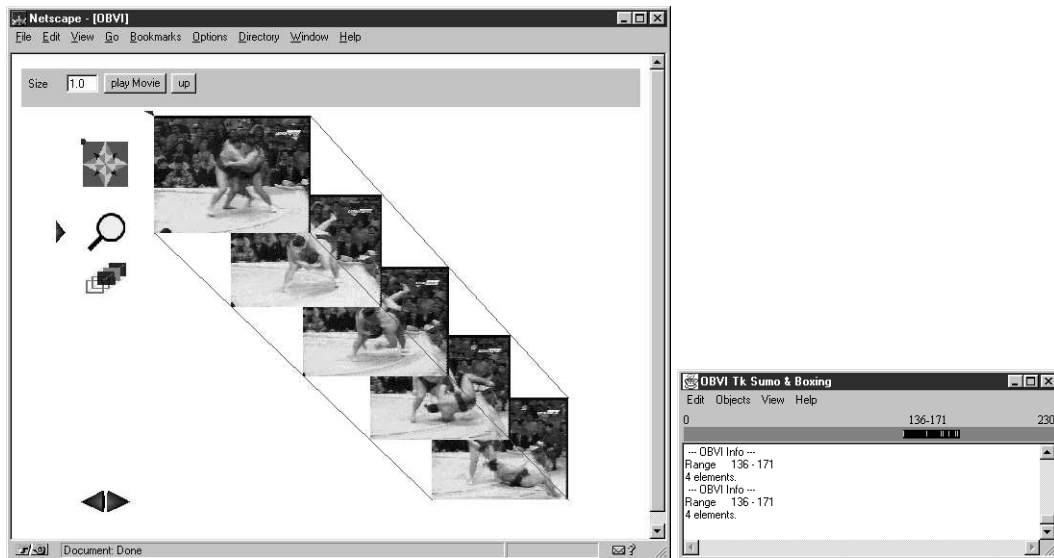 Netscape - [OBVI]
File Edit View Go Bookmarks Options Directory Window Help
Size 1.0 play Movie up
Document: Done
OBVI Tk Sumo & Boxing
Edit Objects View Help
0 136-171 230
--- OBVI Info ---
Range 136 - 171
4 elements.
--- OBVI Info ---
Range 136 - 171
4 elements.